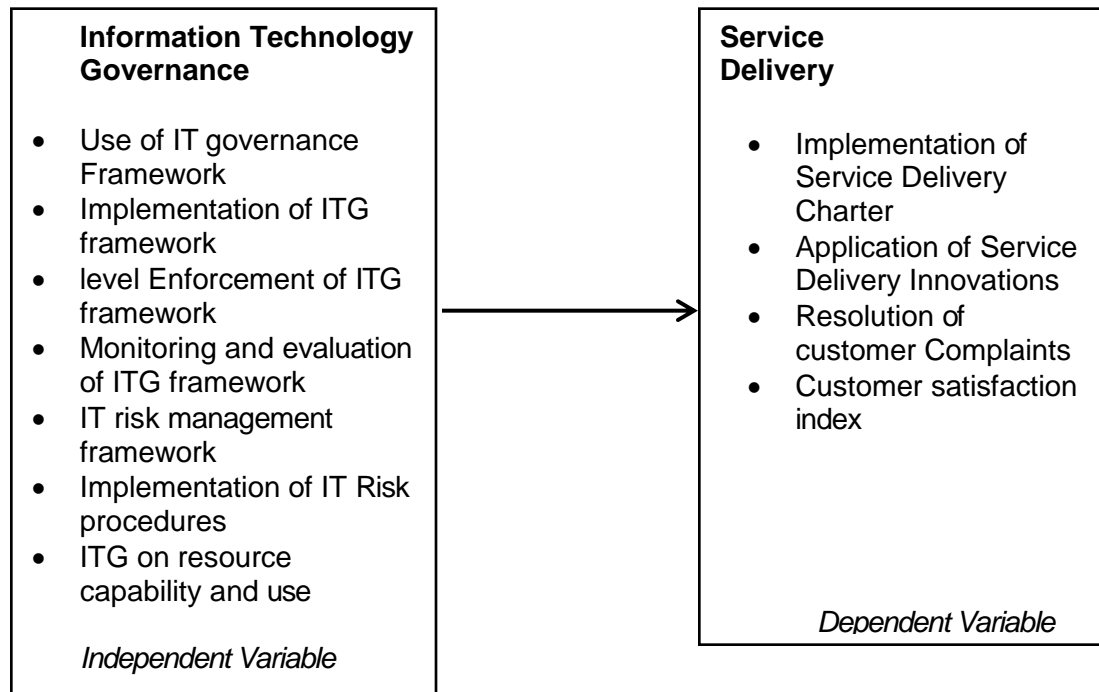 Information Technology
Governance
• Use of IT governance
Framework
• Implementation of ITG
framework
• level Enforcement of ITG
framework
• Monitoring and evaluation
of ITG framework
• IT risk management
framework
• Implementation of IT Risk
procedures
• ITG on resource
capability and use
Independent Variable
Service
Delivery
• Implementation of
Service Delivery
Charter
• Application of Service
Delivery Innovations
• Resolution of
customer Complaints
• Customer satisfaction
index
Dependent Variable